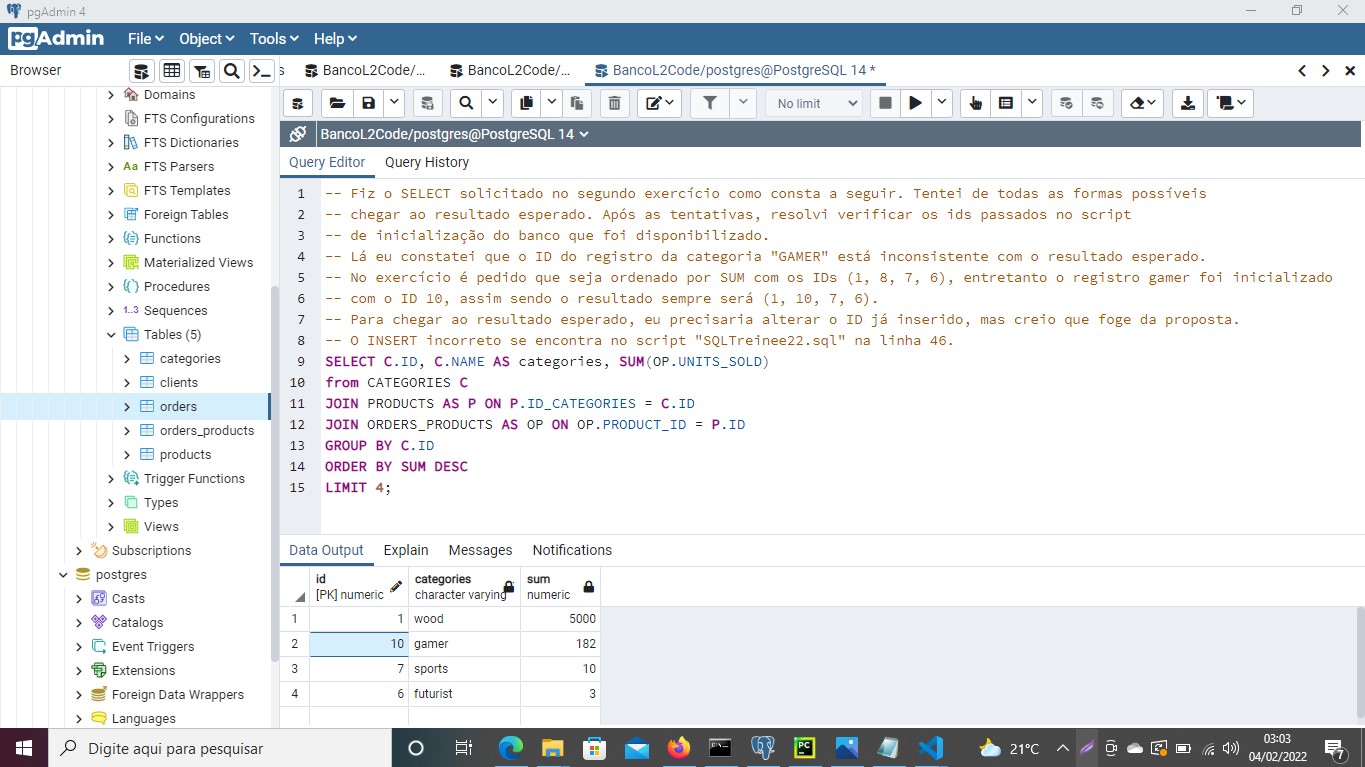 pgAdmin 4
pgAdmin File Object Tools Help
Browser
s BancoL2Code/... BancoL2Code/... BancoL2Code/postgres@PostgreSQL 14 *
Domains
FTS Configurations
FTS Dictionaries
Aa FTS Parsers
FTS Templates
Foreign Tables
Functions
Materialized Views
Procedures
1..3 Sequences
Tables (5)
categories
clients
orders
orders_products
products
Trigger Functions
Types
Views
Subscriptions
postgres
Casts
Catalogs
Event Triggers
Extensions
Foreign Data Wrappers
Languages
No limit
BancoL2Code/postgres@PostgreSQL 14
Query Editor Query History
1 -- Fiz o SELECT solicitado no segundo exercício como consta a seguir. Tentei de todas as formas possíveis
2 -- chegar ao resultado esperado. Após as tentativas, resolvi verificar os ids passados no script
3 -- de inicialização do banco que foi disponibilizado.
4 -- Lá eu constatei que o ID do registro da categoria "GAMER" está inconsistente com o resultado esperado.
5 -- No exercício é pedido que seja ordenado por SUM com os IDs (1, 8, 7, 6), entretanto o registro gamer foi inicializado
6 -- com o ID 10, assim sendo o resultado sempre será (1, 10, 7, 6).
7 -- Para chegar ao resultado esperado, eu precisaria alterar o ID já inserido, mas creio que foge da proposta.
8 -- O INSERT incorreto se encontra no script "SQLTreinee22.sql" na linha 46.
9 SELECT C.ID, C.NAME AS categories, SUM(OP.UNITS_SOLD)
10 from CATEGORIES C
11 JOIN PRODUCTS AS P ON P.ID_CATEGORIES = C.ID
12 JOIN ORDERS_PRODUCTS AS OP ON OP.PRODUCT_ID = P.ID
13 GROUP BY C.ID
14 ORDER BY SUM DESC
15 LIMIT 4;
Data Output Explain Messages Notifications
id categories sum
[PK] numeric character varying numeric
1 1 wood 5000
2 10 gamer 182
3 7 sports 10
4 6 futurist 3
Digite aqui para pesquisar
PC
21°C
03:03
04/02/2022
7